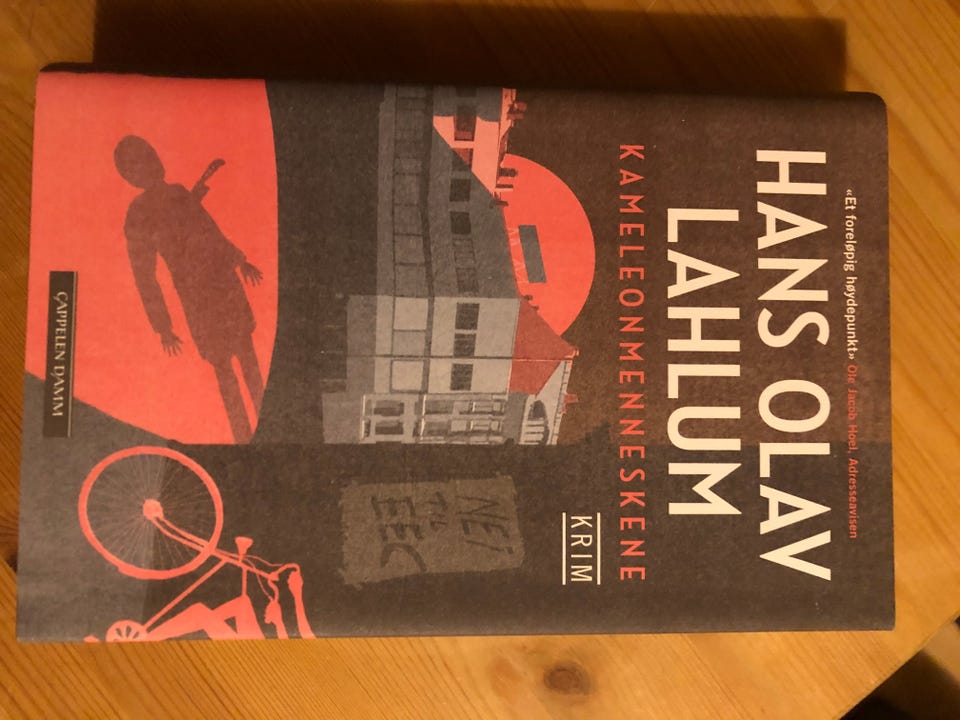 «Et foreløpig høydepunkt» Ole Jacob Hoel, Adresseavisen
HANS OLAV
LAHLUM
KAMELEONMENNESKENE
KRIM
NEI
TIL
EEC
CAPPELEN DAMM